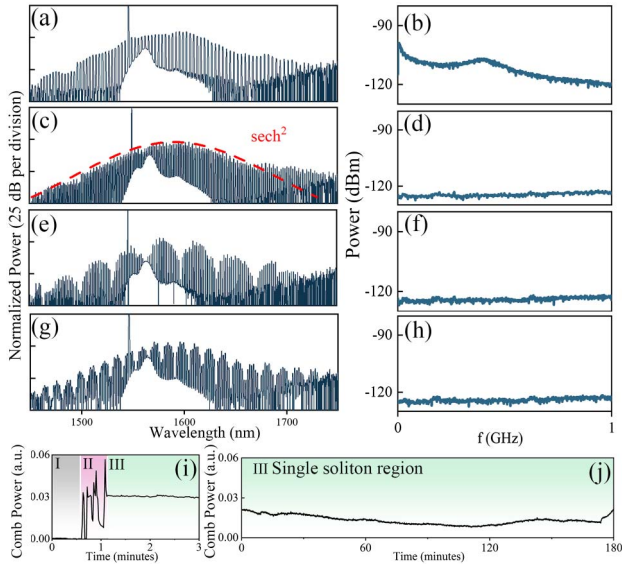 (a)
(b)
-90
-120
(c)
sech²
(d)
-90
-120
(e)
(f)
-90
-120
(g)
(h)
-90
-120
Normalized Power (25 dB per division)
Power (dBm)
1500
1600
1700
Wavelength (nm)
0
1
f (GHz)
I
II
III
(i)
0.06
0.03
0.00
Comb Power (a.u.)
0
1
2
3
Time (minutes)
III Single soliton region
(j)
0.06
0.03
0.00
Comb Power (a.u.)
0
60
120
180
Time (minutes)